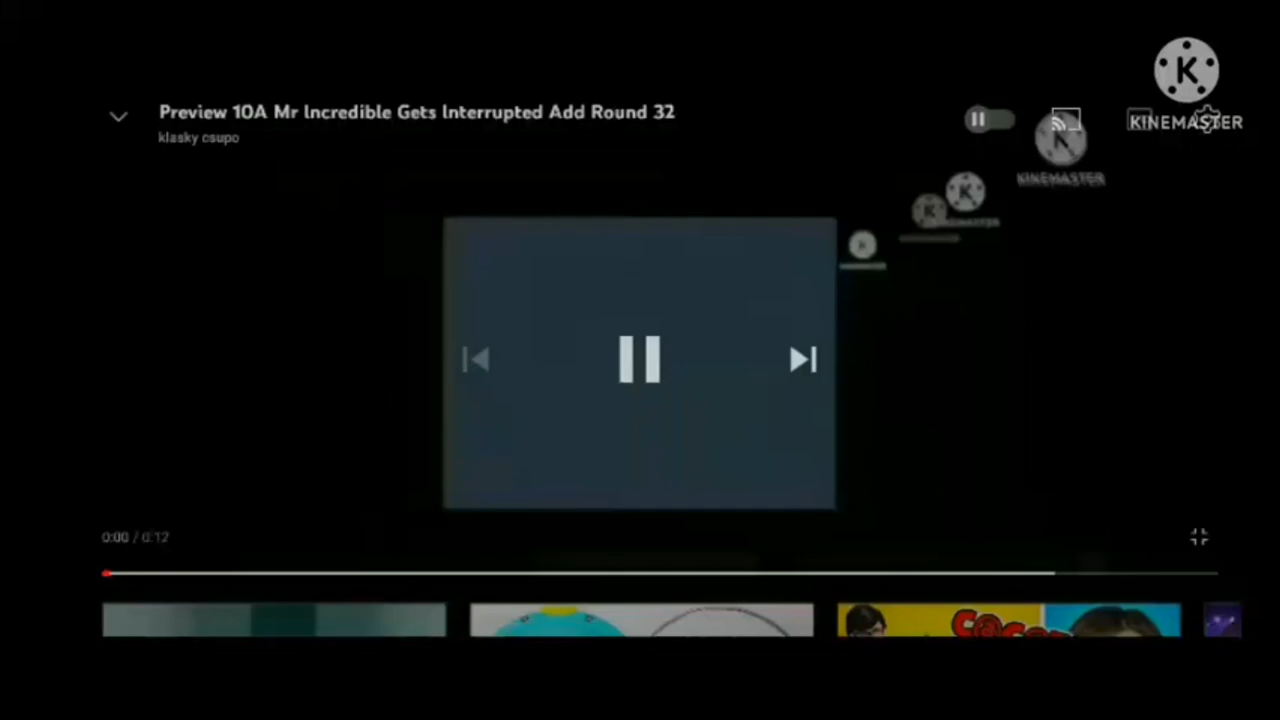 Preview 10A Mr Incredible Gets Interrupted Add Round 32
klasky csupo
KINEMASTER
KINEMASTER
0:00 / 0:12